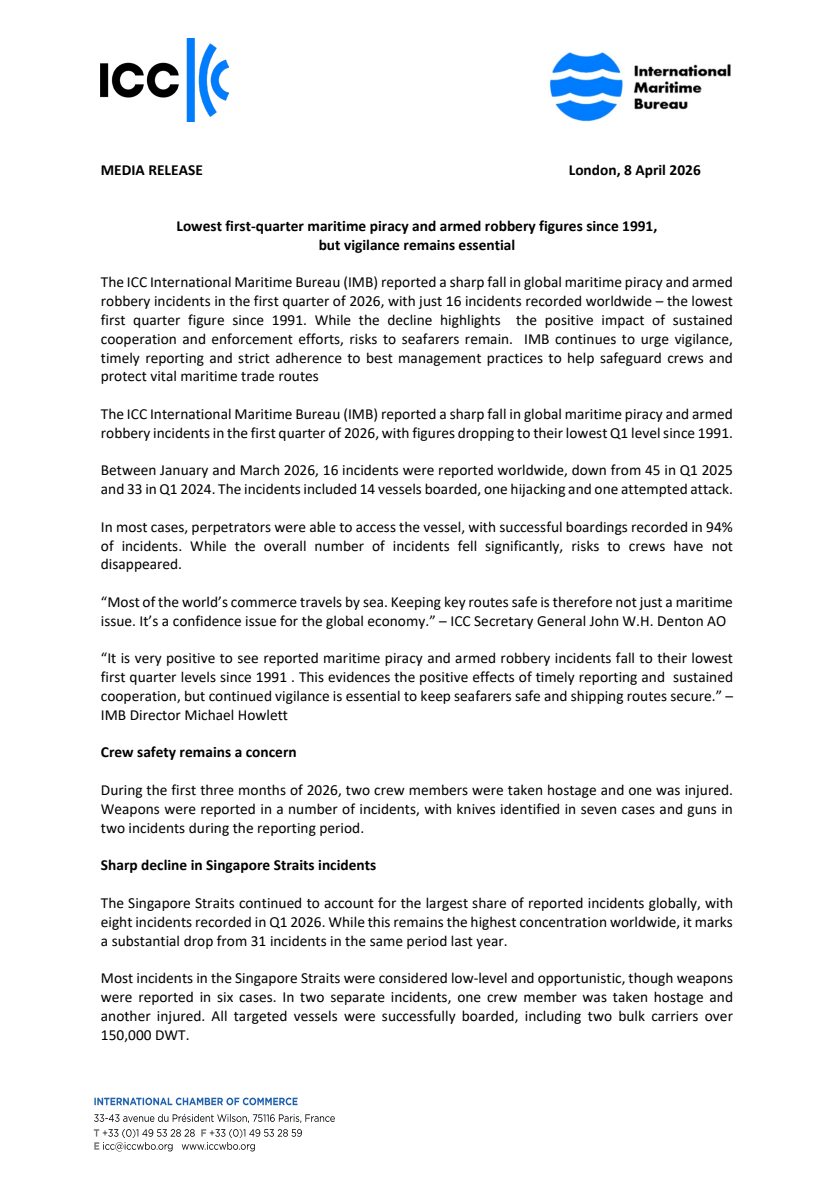 ICC
International
Maritime
Bureau
MEDIA RELEASE London, 8 April 2026
Lowest first-quarter maritime piracy and armed robbery figures since 1991,
but vigilance remains essential
The ICC International Maritime Bureau (IMB) reported a sharp fall in global maritime piracy and armed
robbery incidents in the first quarter of 2026, with just 16 incidents recorded worldwide – the lowest
first quarter figure since 1991. While the decline highlights  the positive impact of sustained
cooperation and enforcement efforts, risks to seafarers remain.  IMB continues to urge vigilance,
timely reporting and strict adherence to best management practices to help safeguard crews and
protect vital maritime trade routes
The ICC International Maritime Bureau (IMB) reported a sharp fall in global maritime piracy and armed
robbery incidents in the first quarter of 2026, with figures dropping to their lowest Q1 level since 1991.
Between January and March 2026, 16 incidents were reported worldwide, down from 45 in Q1 2025
and 33 in Q1 2024. The incidents included 14 vessels boarded, one hijacking and one attempted attack.
In most cases, perpetrators were able to access the vessel, with successful boardings recorded in 94%
of incidents. While the overall number of incidents fell significantly, risks to crews have not
disappeared.
“Most of the world’s commerce travels by sea. Keeping key routes safe is therefore not just a maritime
issue. It’s a confidence issue for the global economy.” – ICC Secretary General John W.H. Denton AO
“It is very positive to see reported maritime piracy and armed robbery incidents fall to their lowest
first quarter levels since 1991 . This evidences the positive effects of timely reporting and  sustained
cooperation, but continued vigilance is essential to keep seafarers safe and shipping routes secure.” –
IMB Director Michael Howlett
Crew safety remains a concern
During the first three months of 2026, two crew members were taken hostage and one was injured.
Weapons were reported in a number of incidents, with knives identified in seven cases and guns in
two incidents during the reporting period.
Sharp decline in Singapore Straits incidents
The Singapore Straits continued to account for the largest share of reported incidents globally, with
eight incidents recorded in Q1 2026. While this remains the highest concentration worldwide, it marks
a substantial drop from 31 incidents in the same period last year.
Most incidents in the Singapore Straits were considered low-level and opportunistic, though weapons
were reported in six cases. In two separate incidents, one crew member was taken hostage and
another injured. All targeted vessels were successfully boarded, including two bulk carriers over
150,000 DWT.
INTERNATIONAL CHAMBER OF COMMERCE
33-43 avenue du Président Wilson, 75116 Paris, France
T +33 (0)1 49 53 28 28  F +33 (0)1 49 53 28 59
E icc@iccwbo.org   www.iccwbo.org